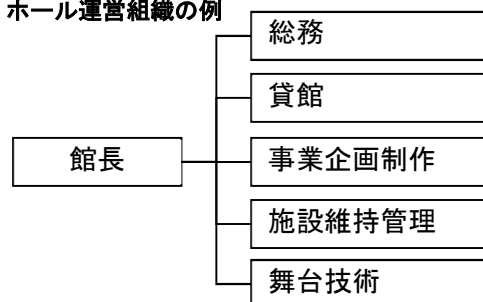 ホール運営組織の例
総務
貸館
館長
事業企画制作
施設維持管理
舞台技術